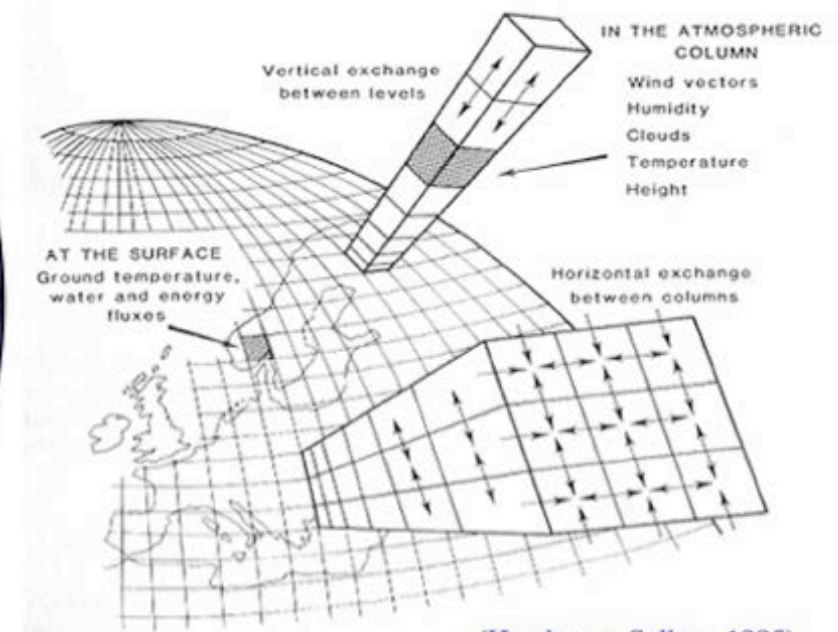 IN THE ATMOSPHERIC
COLUMN
Wind vectors
Humidity
Clouds
Temperature
Height
Vertical exchange
between levels
AT THE SURFACE
Ground temperature,
water and energy
fluxes
Horizontal exchange
between columns